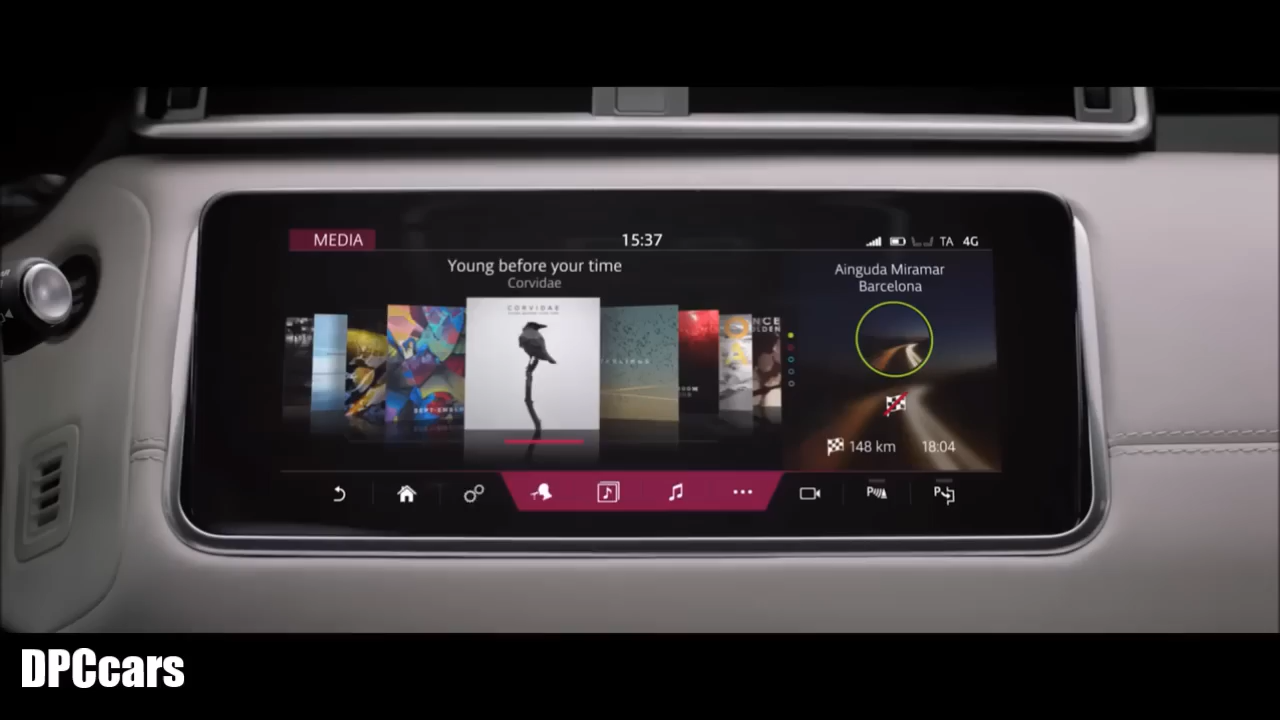 MEDIA
15:37
TA 4G
Young before your time
Corvidae
Ainguda Miramar
Barcelona
CORVIDAE
148 km 18:04
DPCcars